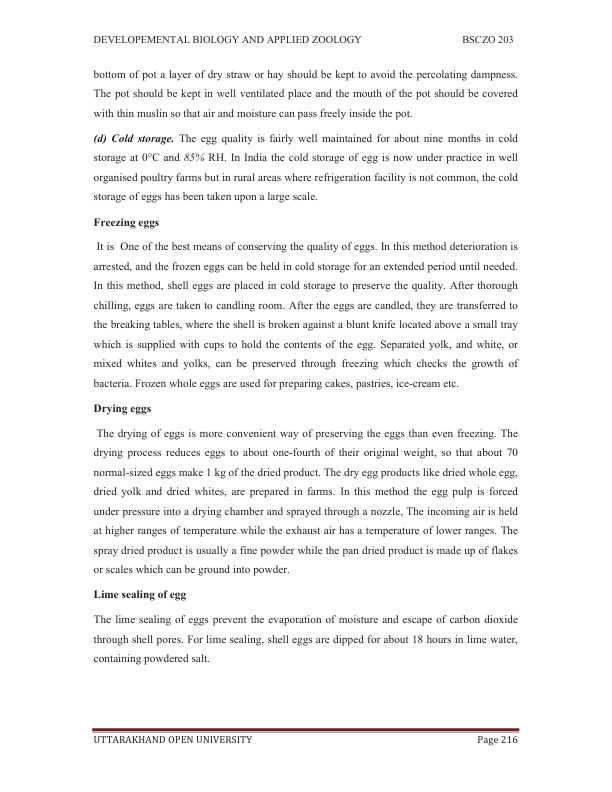 DEVELOPEMENTAL BIOLOGY AND APPLIED ZOOLOGY BSCZO 203
bottom of pot a layer of dry straw or hay should be kept to avoid the percolating dampness.
The pot should be kept in well ventilated place and the mouth of the pot should be covered
with thin muslin so that air and moisture can pass freely inside the pot.
(d) Cold storage. The egg quality is fairly well maintained for about nine months in cold
storage at 0°C and 85% RH. In India the cold storage of egg is now under practice in well
organised poultry farms but in rural areas where refrigeration facility is not common, the cold
storage of eggs has been taken upon a large scale.
Freezing eggs
It is One of the best means of conserving the quality of eggs. In this method deterioration is
arrested, and the frozen eggs can be held in cold storage for an extended period until needed.
In this method, shell eggs are placed in cold storage to preserve the quality. After thorough
chilling, eggs are taken to candling room. After the eggs are candled, they are transferred to
the breaking tables, where the shell is broken against a blunt knife located above a small tray
which is supplied with cups to hold the contents of the egg. Separated yolk, and white, or
mixed whites and yolks, can be preserved through freezing which checks the growth of
bacteria. Frozen whole eggs are used for preparing cakes, pastries, ice-cream etc.
Drying eggs
The drying of eggs is more convenient way of preserving the eggs than even freezing. The
drying process reduces eggs to about one-fourth of their original weight, so that about 70
normal-sized eggs make 1 kg of the dried product. The dry egg products like dried whole egg,
dried yolk and dried whites, are prepared in farms. In this method the egg pulp is forced
under pressure into a drying chamber and sprayed through a nozzle, The incoming air is held
at higher ranges of temperature while the exhaust air has a temperature of lower ranges. The
spray dried product is usually a fine powder while the pan dried product is made up of flakes
or scales which can be ground into powder.
Lime sealing of egg
The lime sealing of eggs prevent the evaporation of moisture and escape of carbon dioxide
through shell pores. For lime sealing, shell eggs are dipped for about 18 hours in lime water,
containing powdered salt.
UTTARAKHAND OPEN UNIVERSITY Page 216